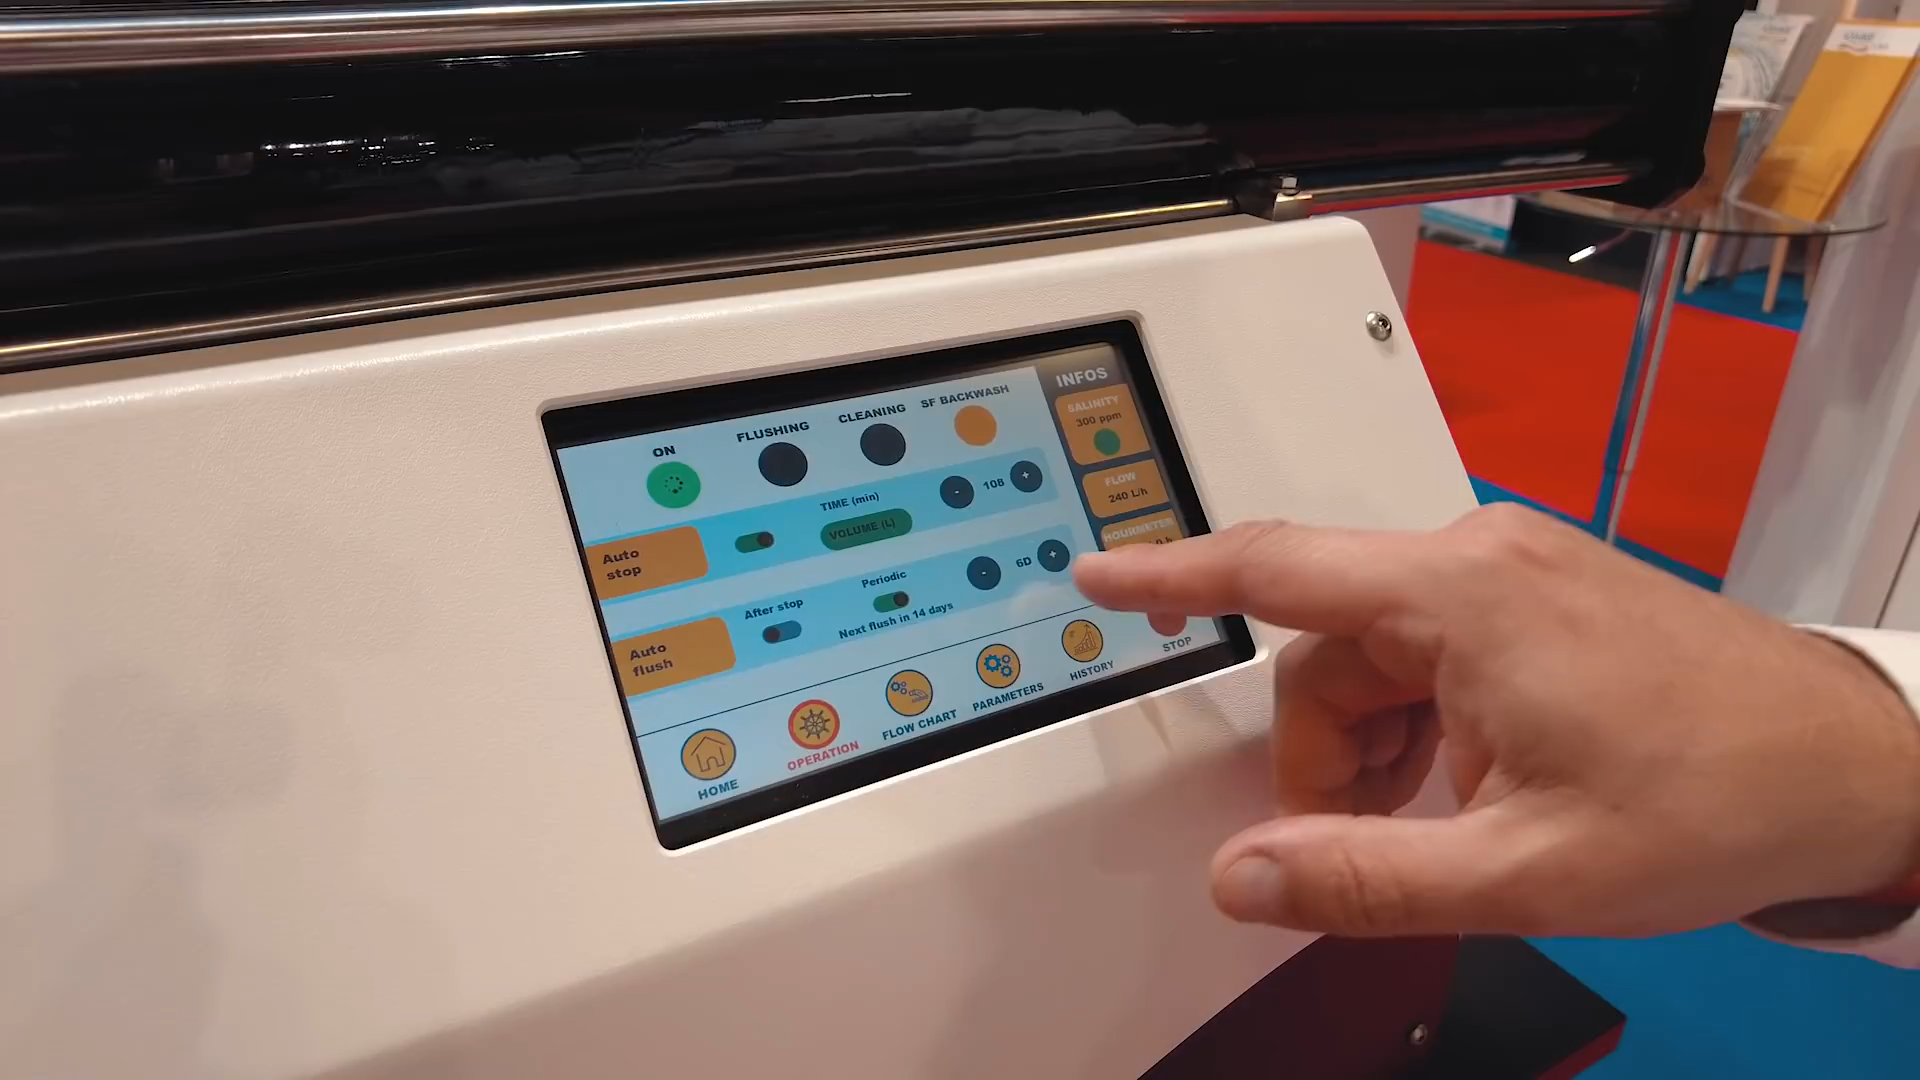 ON
FLUSHING
CLEANING
SF BACKWASH
INFOS
SALINITY
300 ppm
FLOW
240 L/h
HOURMETER
Auto
stop
TIME (min)
VOLUME (L)
-
108
+
Auto
flush
After stop
Periodic
Next flush in 14 days
-
6D
+
HOME
OPERATION
FLOW CHART
PARAMETERS
HISTORY
STOP